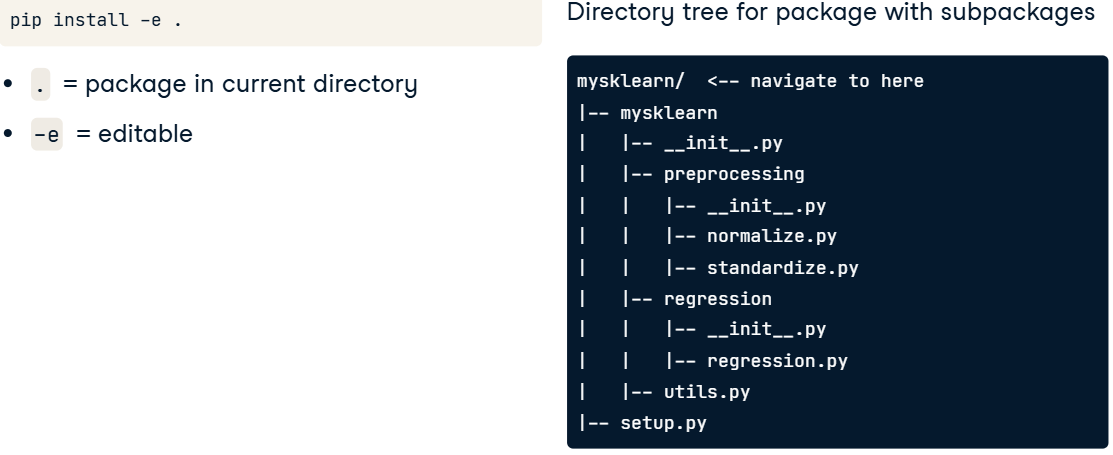 pip install -e .
• . = package in current directory
• -e = editable
Directory tree for package with subpackages
mysklearn/  <-- navigate to here
|-- mysklearn
|   |-- __init__.py
|   |-- preprocessing
|   |   |-- __init__.py
|   |   |-- normalize.py
|   |   |-- standardize.py
|   |-- regression
|   |   |-- __init__.py
|   |   |-- regression.py
|   |-- utils.py
|-- setup.py